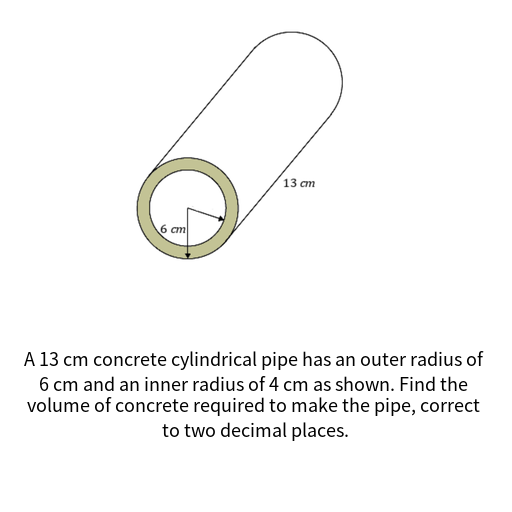 13 cm
6 cm
A 13 cm concrete cylindrical pipe has an outer radius of
6 cm and an inner radius of 4 cm as shown. Find the
volume of concrete required to make the pipe, correct
to two decimal places.